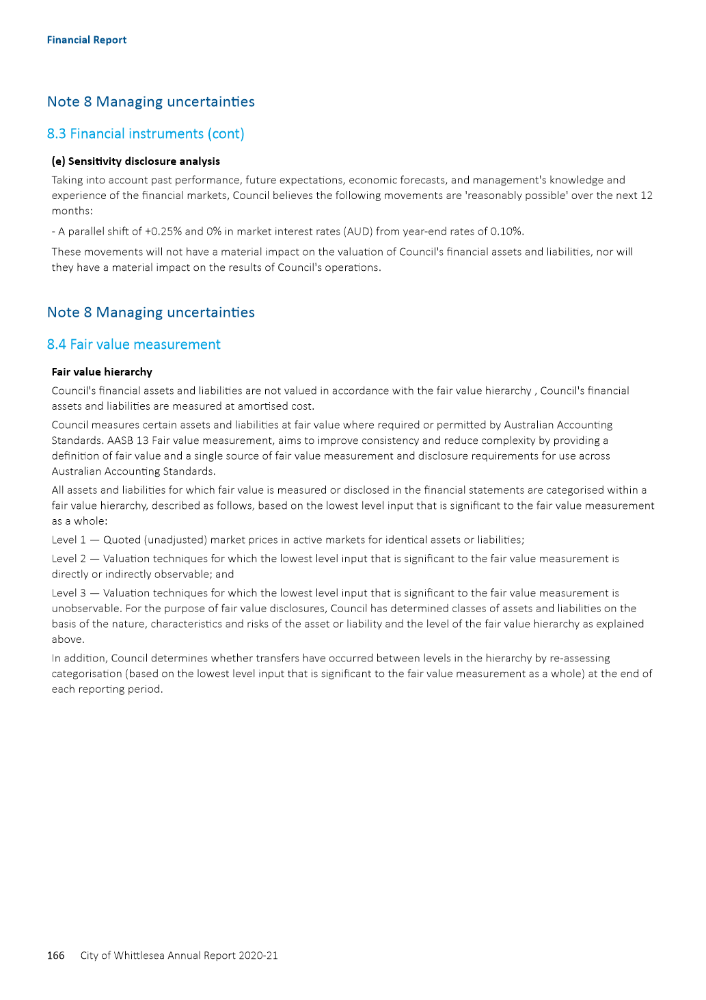 Financial Report
Note 8 Managing uncertainties
8.3 Financial instruments (cont)
(e) Sensitivity disclosure analysis
Taking into account past performance, future expectations, economic forecasts, and management's knowledge and
experience of the financial markets, Council believes the following movements are 'reasonably possible' over the next 12
months:
- A parallel shift of +0.25% and 0% in market interest rates (AUD) from year-end rates of 0.10%.
These movements will not have a material impact on the valuation of Council's financial assets and liabilities, nor will
they have a material impact on the results of Council's operations.
Note 8 Managing uncertainties
8.4 Fair value measurement
Fair value hierarchy
Council's financial assets and liabilities are not valued in accordance with the fair value hierarchy , Council's financial
assets and liabilities are measured at amortised cost.
Council measures certain assets and liabilities at fair value where required or permitted by Australian Accounting
Standards. AASB 13 Fair value measurement, aims to improve consistency and reduce complexity by providing a
definition of fair value and a single source of fair value measurement and disclosure requirements for use across
Australian Accounting Standards.
All assets and liabilities for which fair value is measured or disclosed in the financial statements are categorised within a
fair value hierarchy, described as follows, based on the lowest level input that is significant to the fair value measurement
as a whole:
Level 1 — Quoted (unadjusted) market prices in active markets for identical assets or liabilities;
Level 2 — Valuation techniques for which the lowest level input that is significant to the fair value measurement is
directly or indirectly observable; and
Level 3 — Valuation techniques for which the lowest level input that is significant to the fair value measurement is
unobservable. For the purpose of fair value disclosures, Council has determined classes of assets and liabilities on the
basis of the nature, characteristics and risks of the asset or liability and the level of the fair value hierarchy as explained
above.
In addition, Council determines whether transfers have occurred between levels in the hierarchy by re-assessing
categorisation (based on the lowest level input that is significant to the fair value measurement as a whole) at the end of
each reporting period.
166 City of Whittlesea Annual Report 2020-21